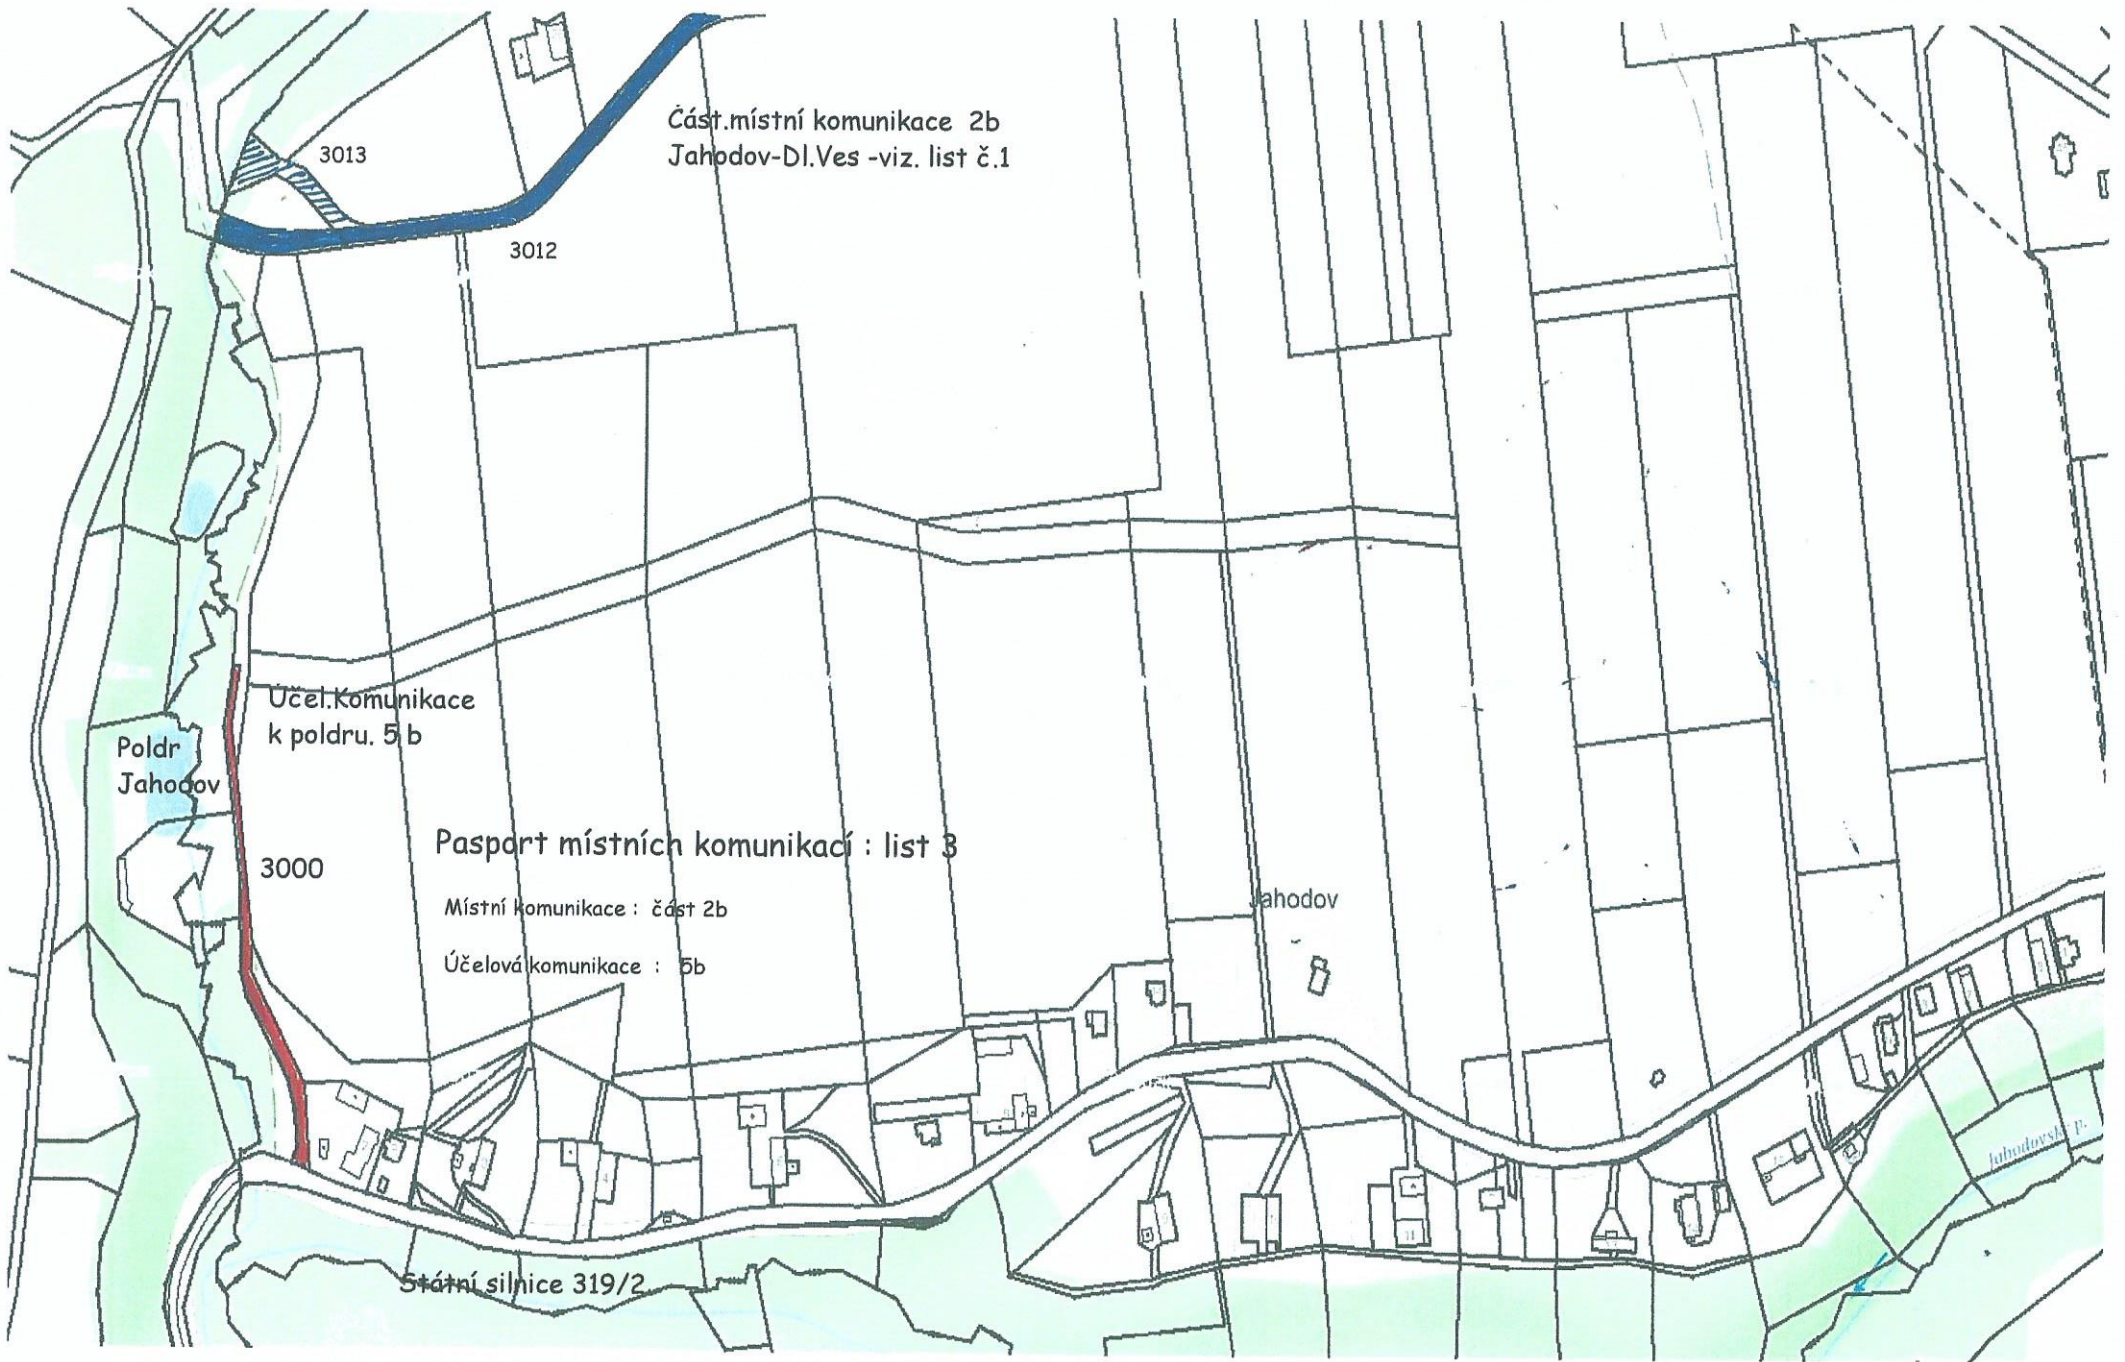 Část.místní komunikace 2b
Jahodov-Dl.Ves -viz. list č.1
3013
3012
Účel.Komunikace
k poldru. 5 b
Poldr
Jahodov
Pasport místních komunikací : list 3
3000
Místní komunikace : část 2b
Jahodov
Účelová komunikace : 5b
Jahodovský p.
Státní silnice 319/2